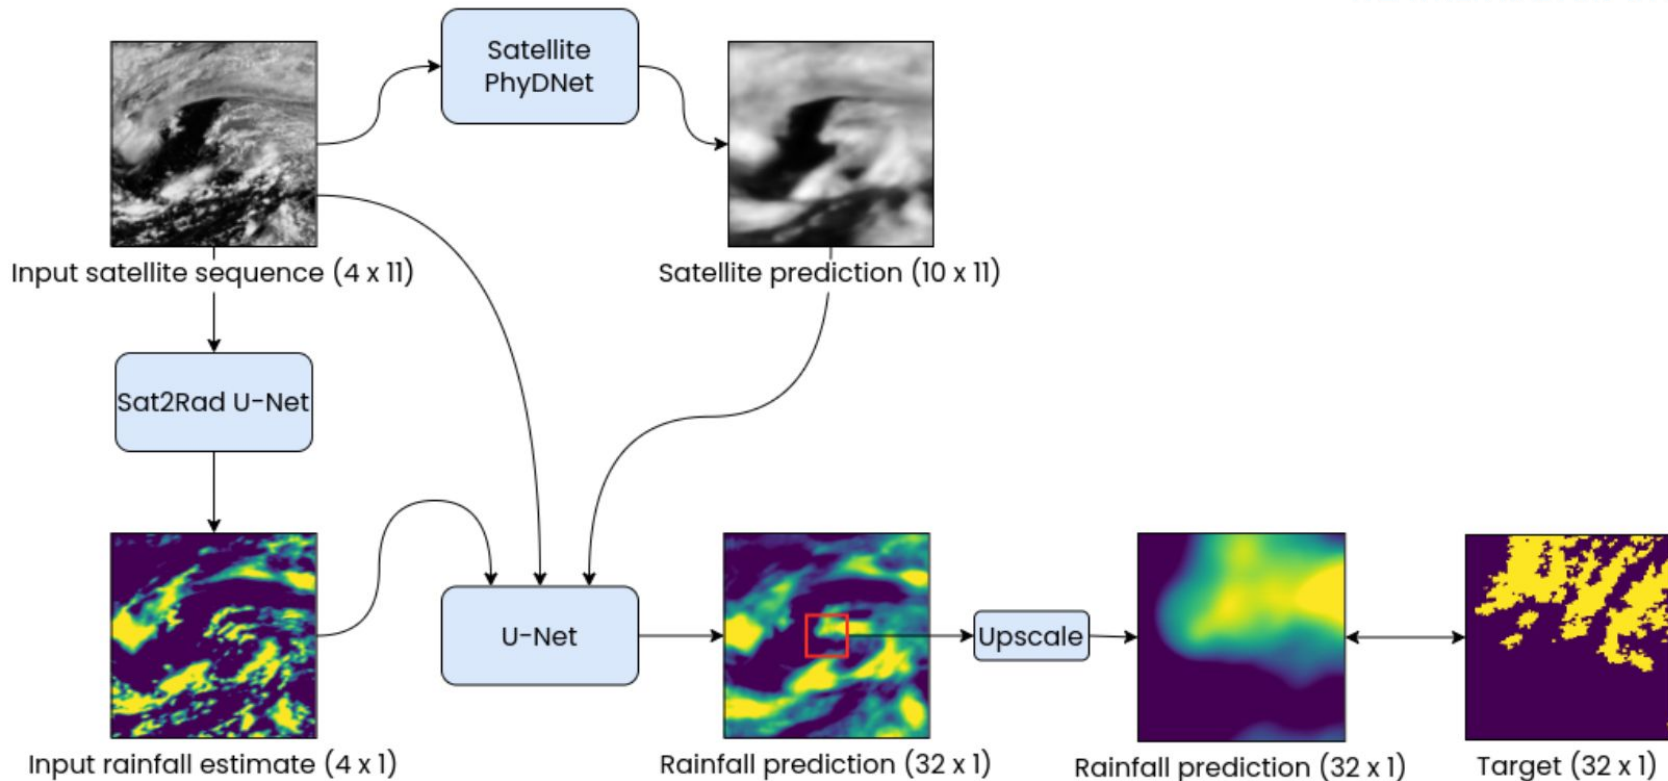 Satellite
PhyDNet
Input satellite sequence (4 x 11)
Satellite prediction (10 x 11)
Sat2Rad U-Net
U-Net
Upscale
Input rainfall estimate (4 x 1)
Rainfall prediction (32 x 1)
Rainfall prediction (32 x 1)
Target (32 x 1)